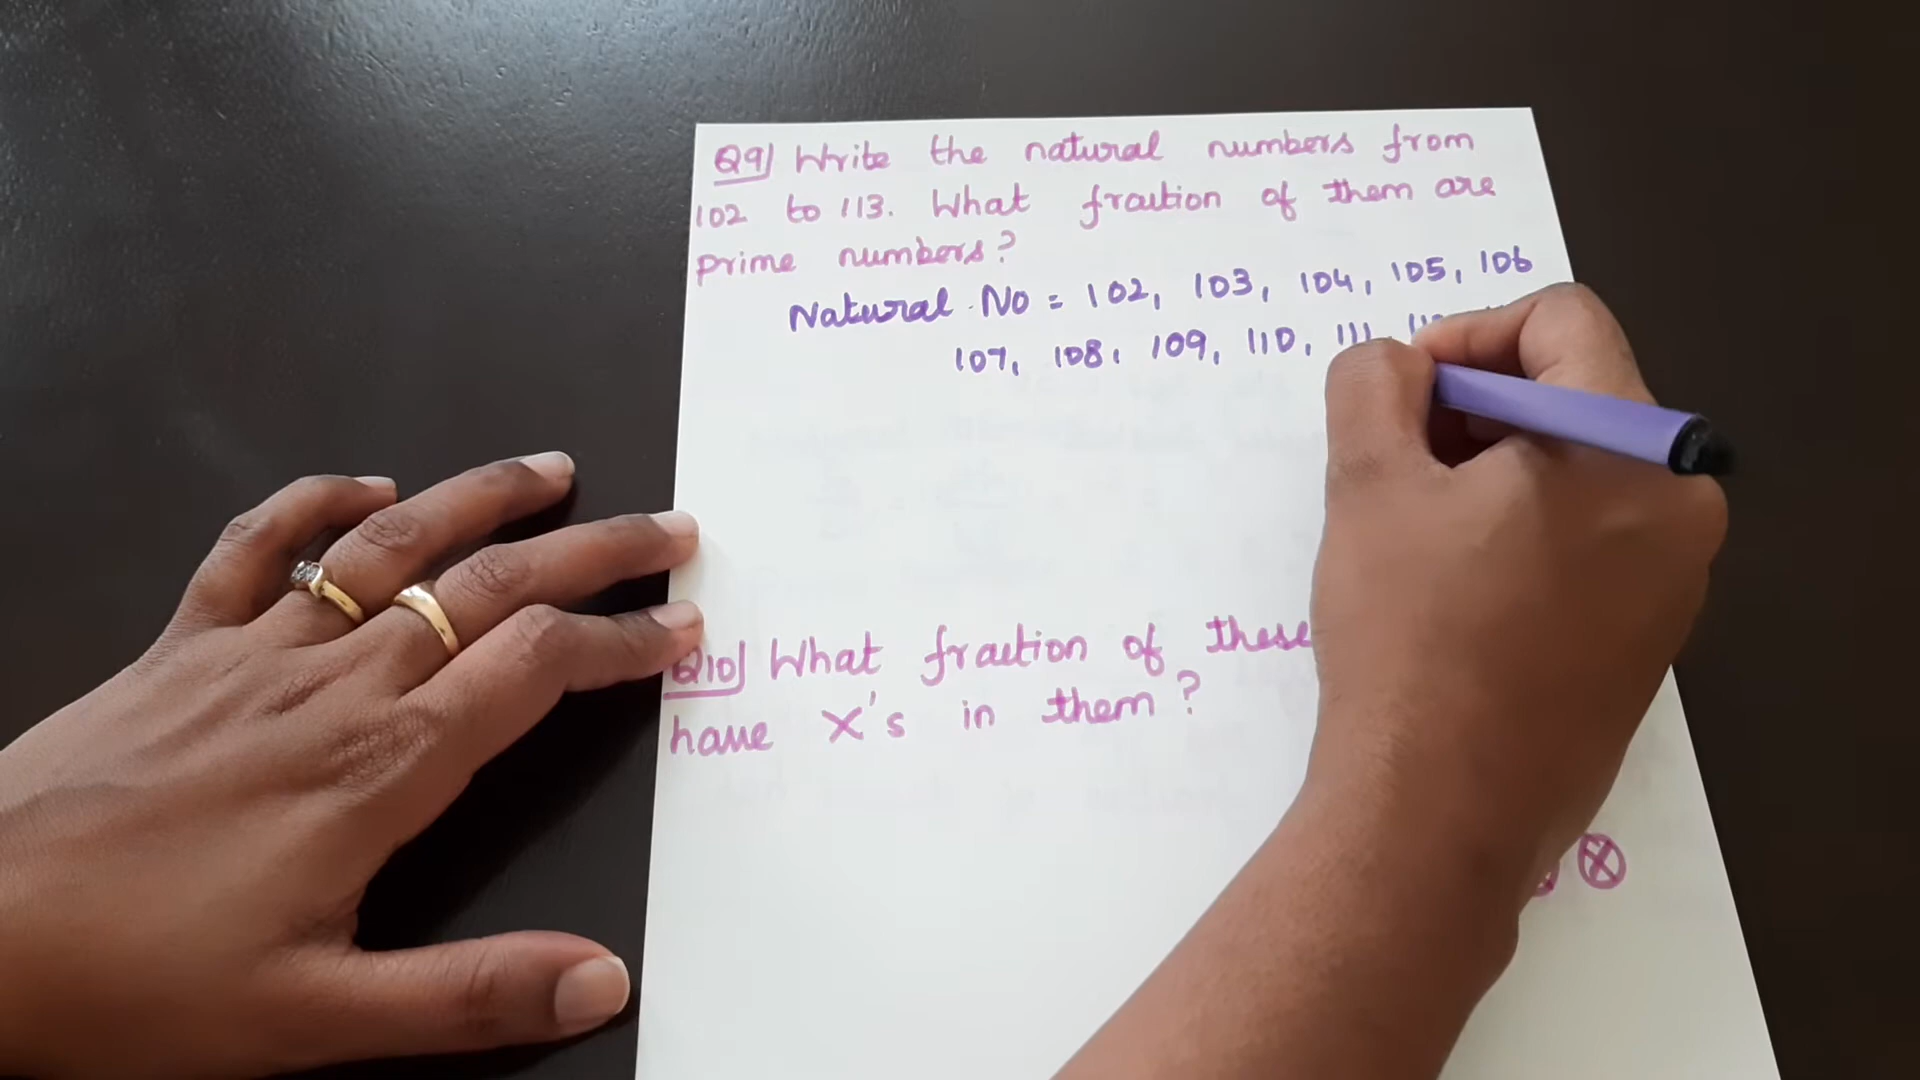 Q9) Write the natural numbers from
102 to 113. What fraction of them are
prime numbers?
Natural No = 102, 103, 104, 105, 106
107, 108, 109, 110, 111,
Q10) What fraction of these
have X's in them?